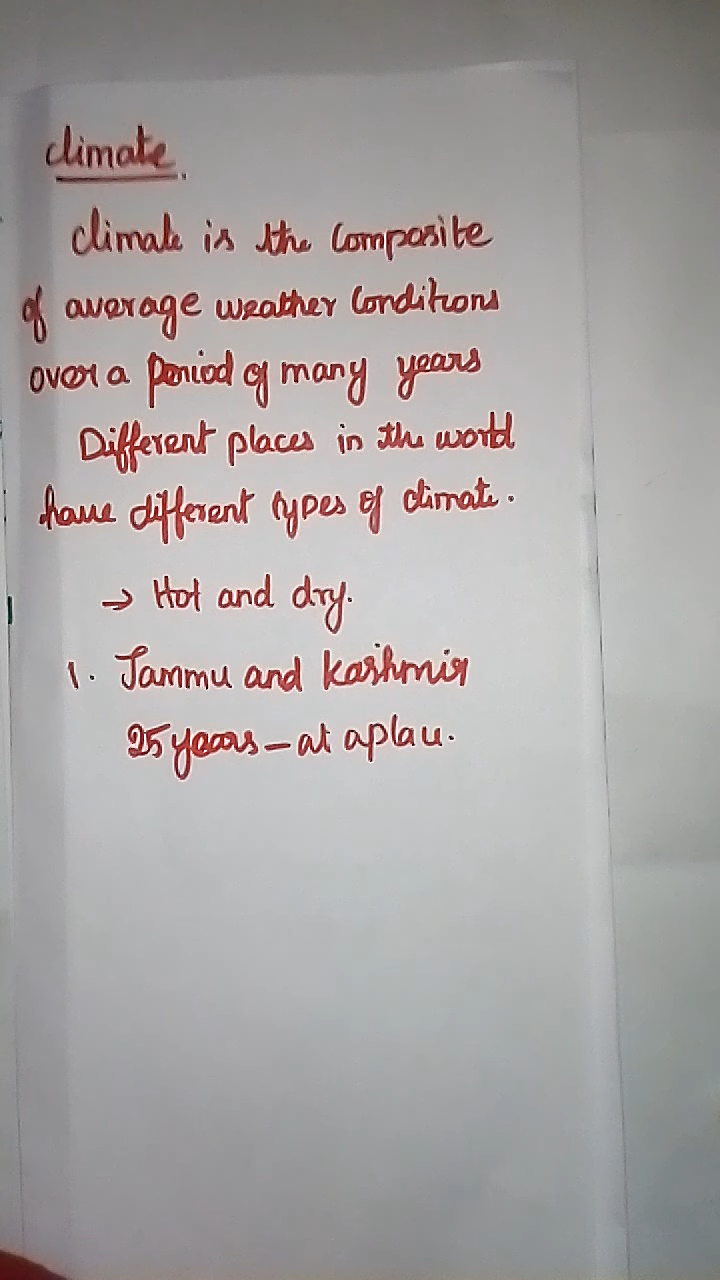 climate.
climate is the Composite
of average weather Conditions
over a Period of many years
Different places in the world
have different types of climate.
→ Hot and dry.
1. Jammu and kashmir
25 years - at a place.